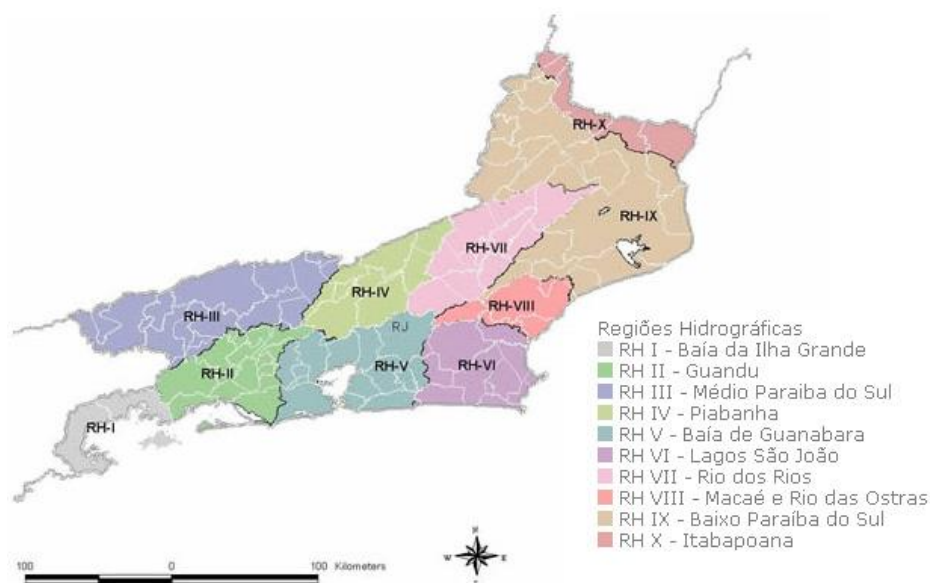 RH-X
RH-IX
RH-VII
RH-IV
RH-VIII
RH-III
RJ
RH-V
RH-VI
RH-II
RH-I
Regiões Hidrográficas
RH I - Baía da Ilha Grande
RH II - Guandu
RH III - Médio Paraiba do Sul
RH IV - Piabanha
RH V - Baía de Guanabara
RH VI - Lagos São João
RH VII - Rio dos Rios
RH VIII - Macaé e Rio das Ostras
RH IX - Baixo Paraíba do Sul
RH X - Itabapoana
N
W E
100 0 100 Kilometers